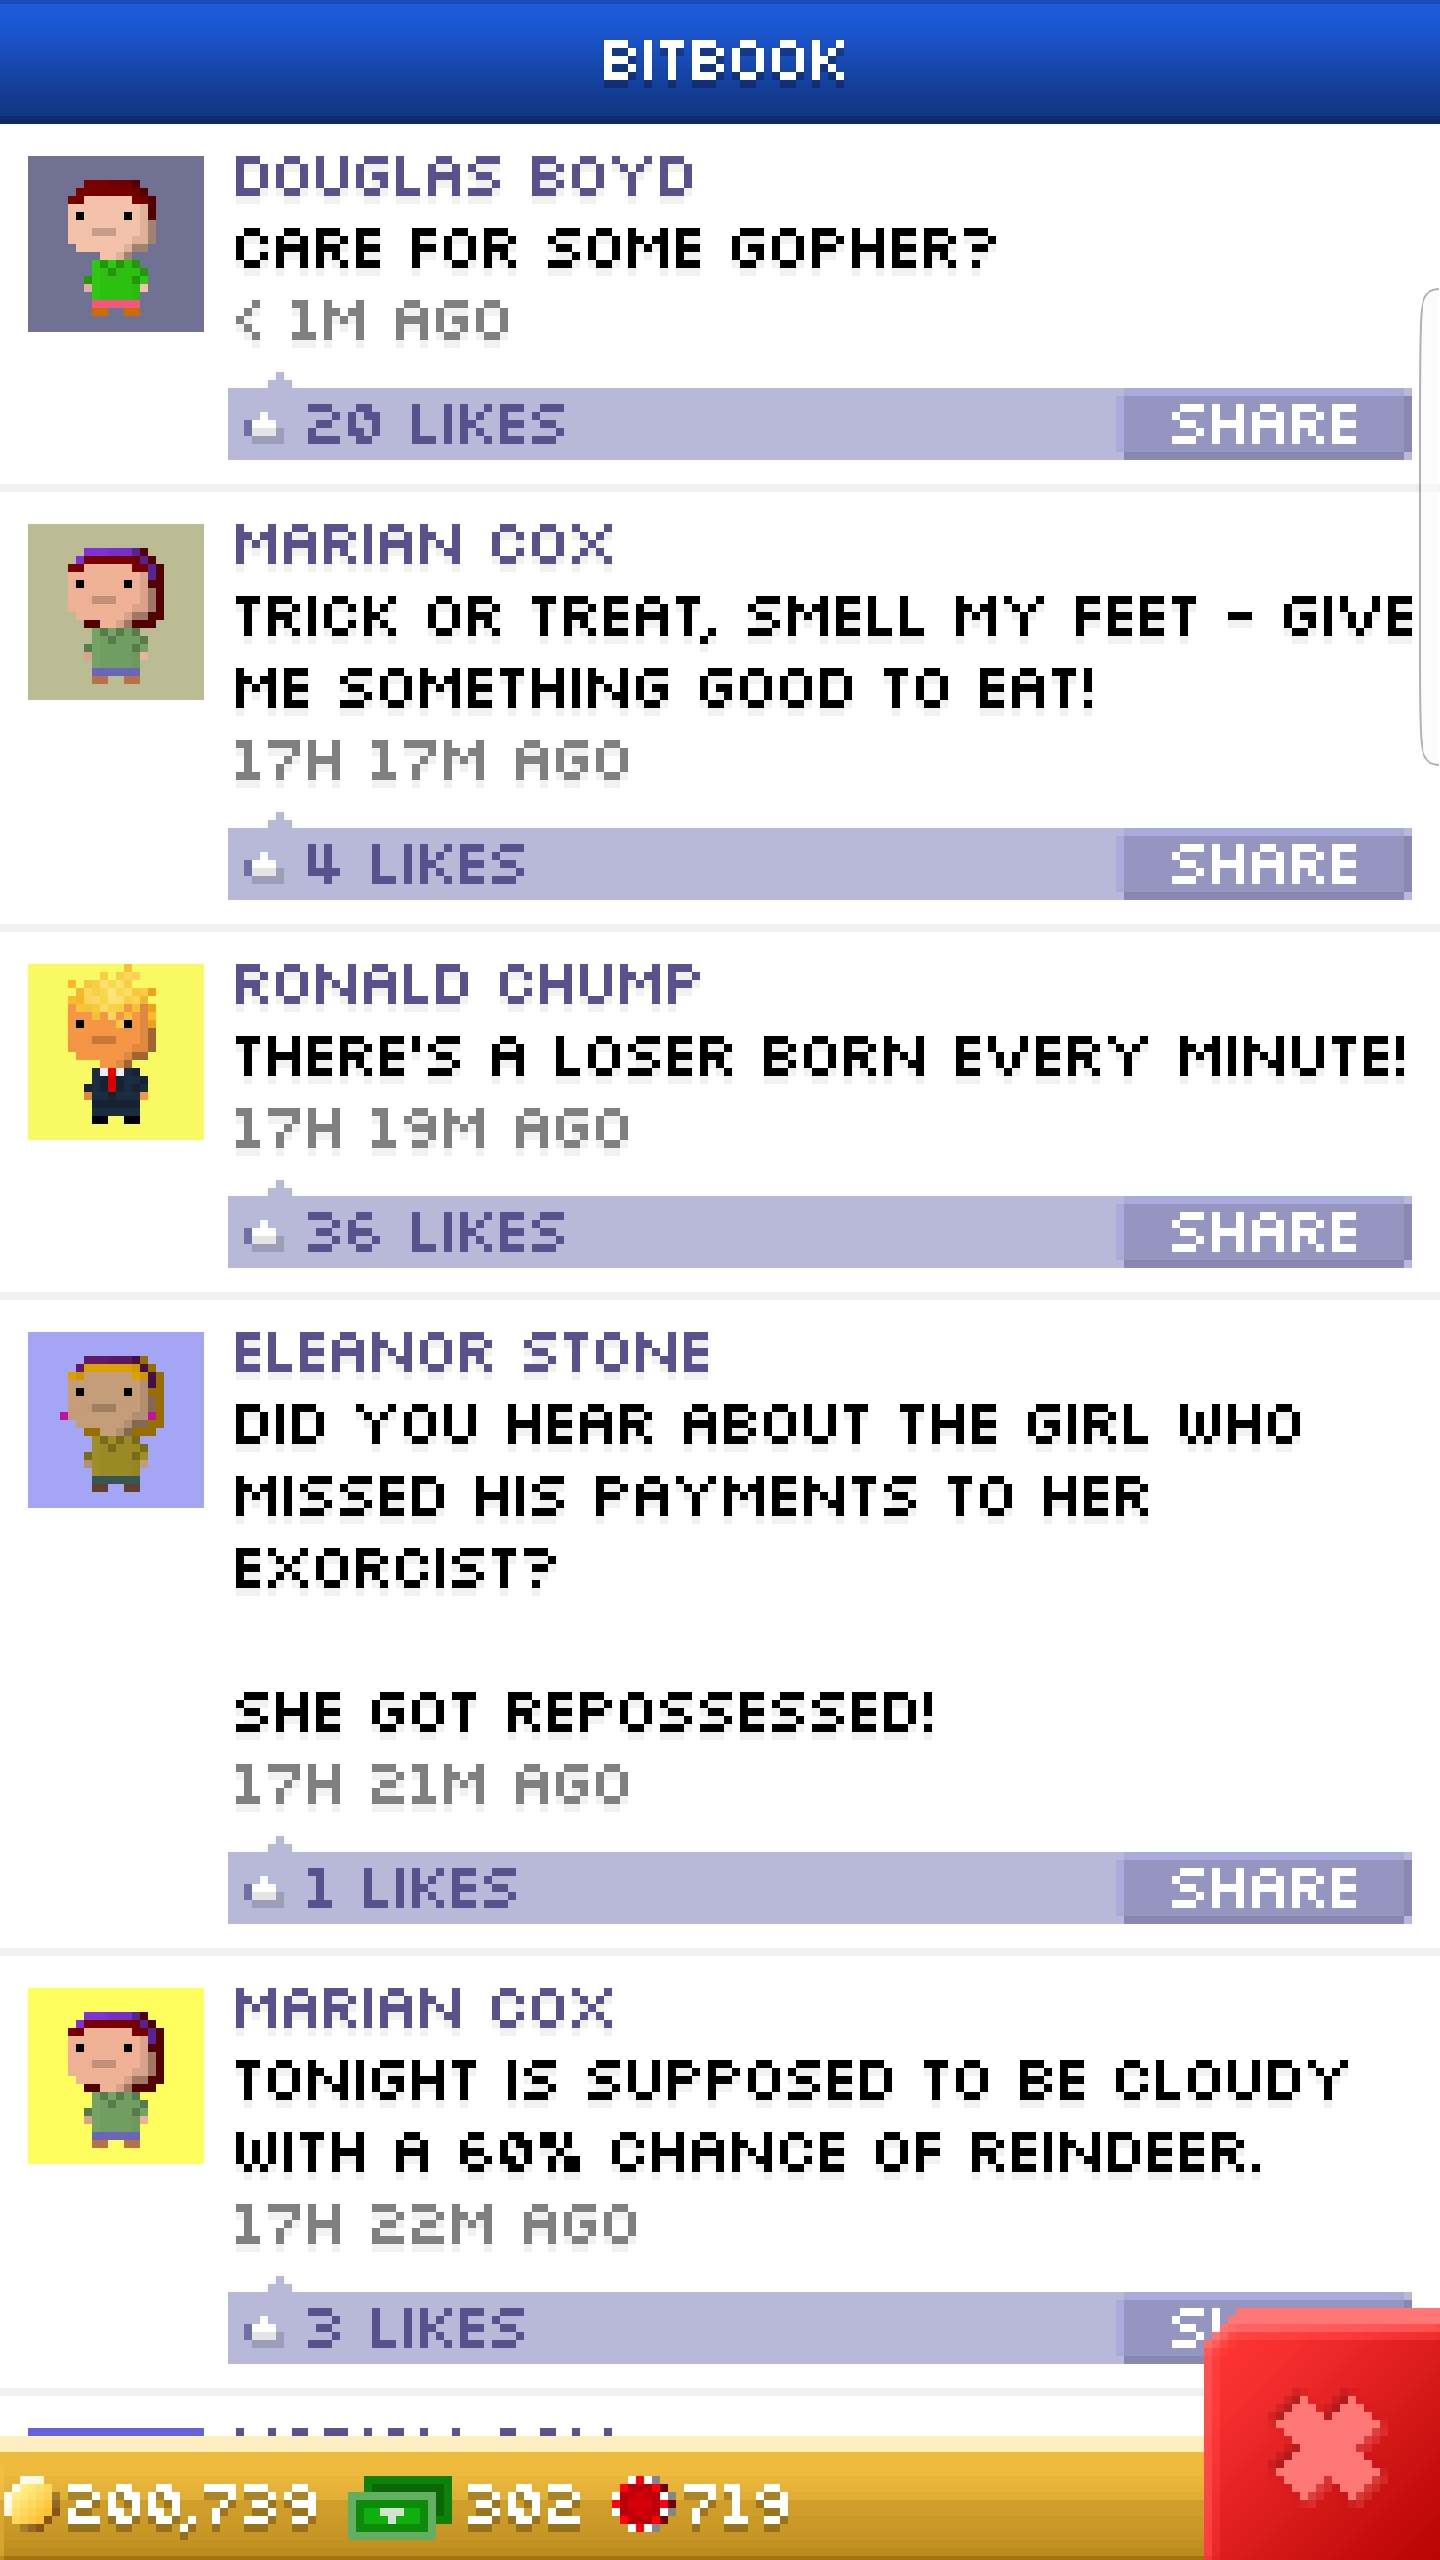 BITBOOK
DOUGLAS BOYD
CARE FOR SOME GOPHER?
< 1M AGO
20 LIKES
SHARE
MARIAN COX
TRICK OR TREAT, SMELL MY FEET - GIVE
ME SOMETHING GOOD TO EAT!
17H 17M AGO
4 LIKES
SHARE
RONALD CHUMP
THERE'S A LOSER BORN EVERY MINUTE!
17H 19M AGO
36 LIKES
SHARE
ELEANOR STONE
DID YOU HEAR ABOUT THE GIRL WHO
MISSED HIS PAYMENTS TO HER
EXORCIST?
SHE GOT REPOSSESSED!
17H 21M AGO
1 LIKES
SHARE
MARIAN COX
TONIGHT IS SUPPOSED TO BE CLOUDY
WITH A 60% CHANCE OF REINDEER.
17H 22M AGO
3 LIKES
200,739 302 719